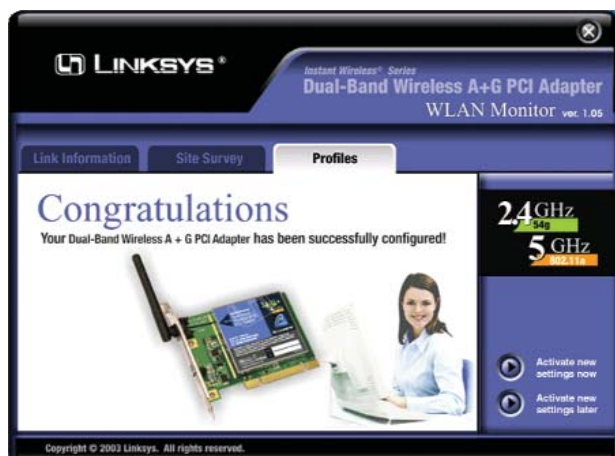 LINKSYS®
Instant Wireless® Series
Dual-Band Wireless A+G PCI Adapter
WLAN Monitor ver. 1.05
Link Information
Site Survey
Profiles
Congratulations
Your Dual-Band Wireless A + G PCI Adapter has been successfully configured!
2.4 GHz
54g
5 GHz
802.11a
Activate new
settings now
Activate new
settings later
Copyright © 2003 Linksys. All rights reserved.